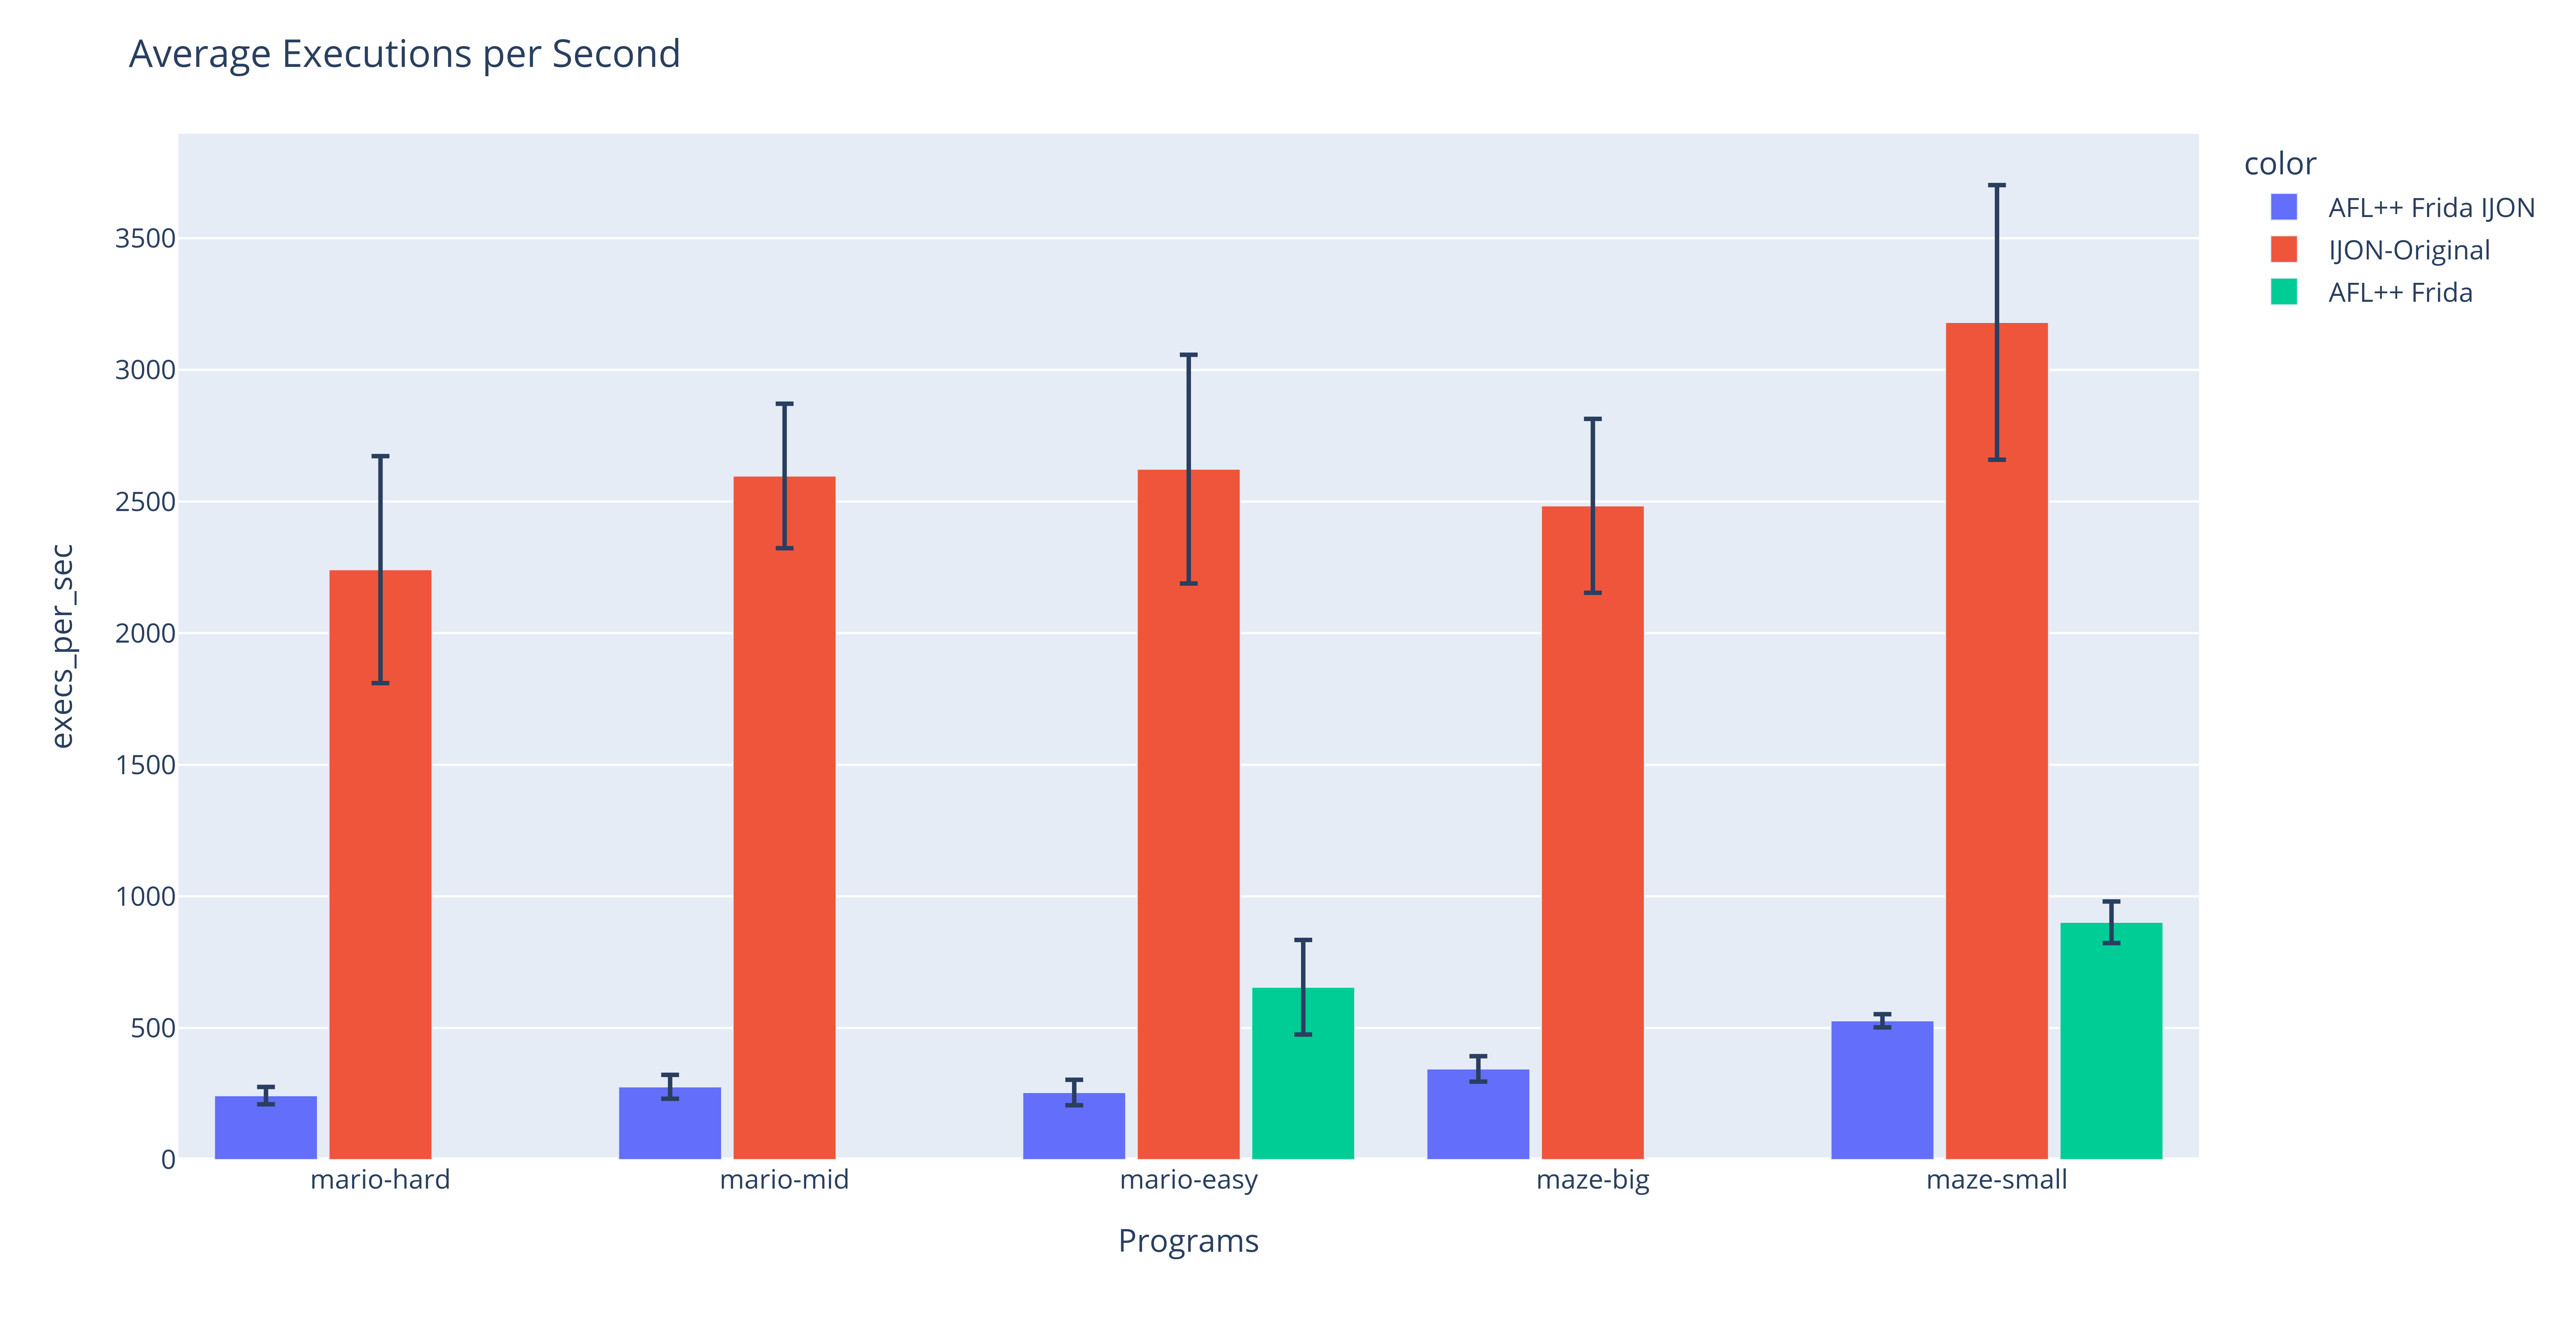 Average Executions per Second
color
AFL++ Frida IJON
IJON-Original
AFL++ Frida
3500
3000
2500
2000
1500
1000
500
0
execs_per_sec
mario-hard
mario-mid
mario-easy
maze-big
maze-small
Programs